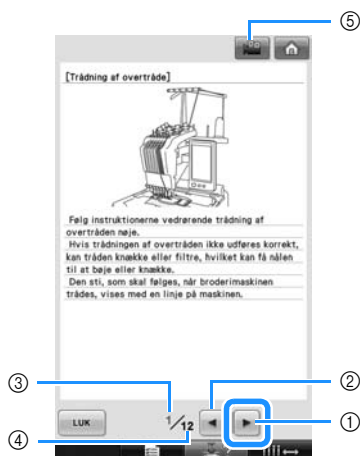 ⑤
[Trådning af overtråde]
Følg instruktionerne vedrørende trådning af
overtråden nøje.
Hvis trådningen af overtråden ikke udføres korrekt,
kan tråden knække eller filtre, hvilket kan få nålen
til at bøje eller knække.
Den sti, som skal følges, når broderimaskinen
trådes, vises med en linje på maskinen.
③
②
LUK
1/12
①
④